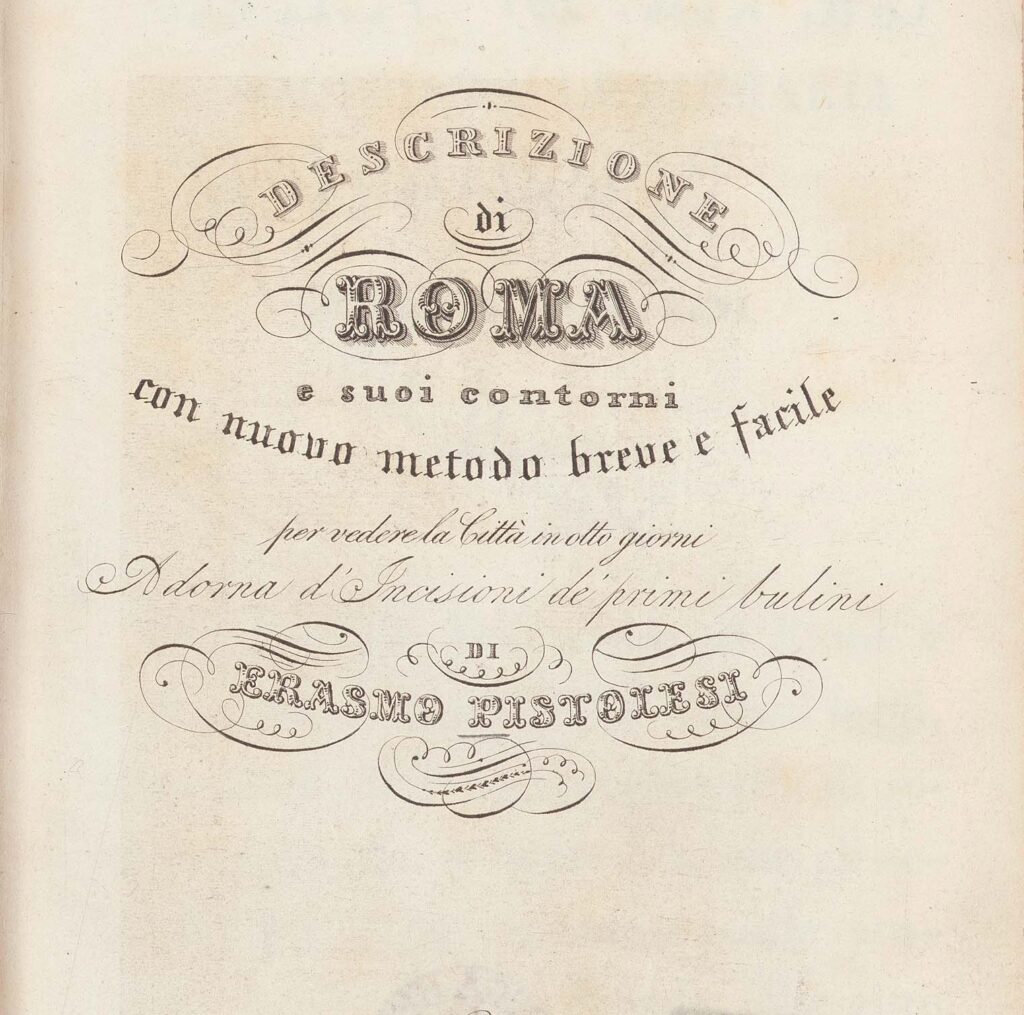 DESCRIZIONE
di
ROMA
e suoi contorni
con nuovo metodo breve e facile
per vedere la Città in otto giorni
Adorna d'Incisioni de' primi bulini
DI
ERASMO PISTOLESI